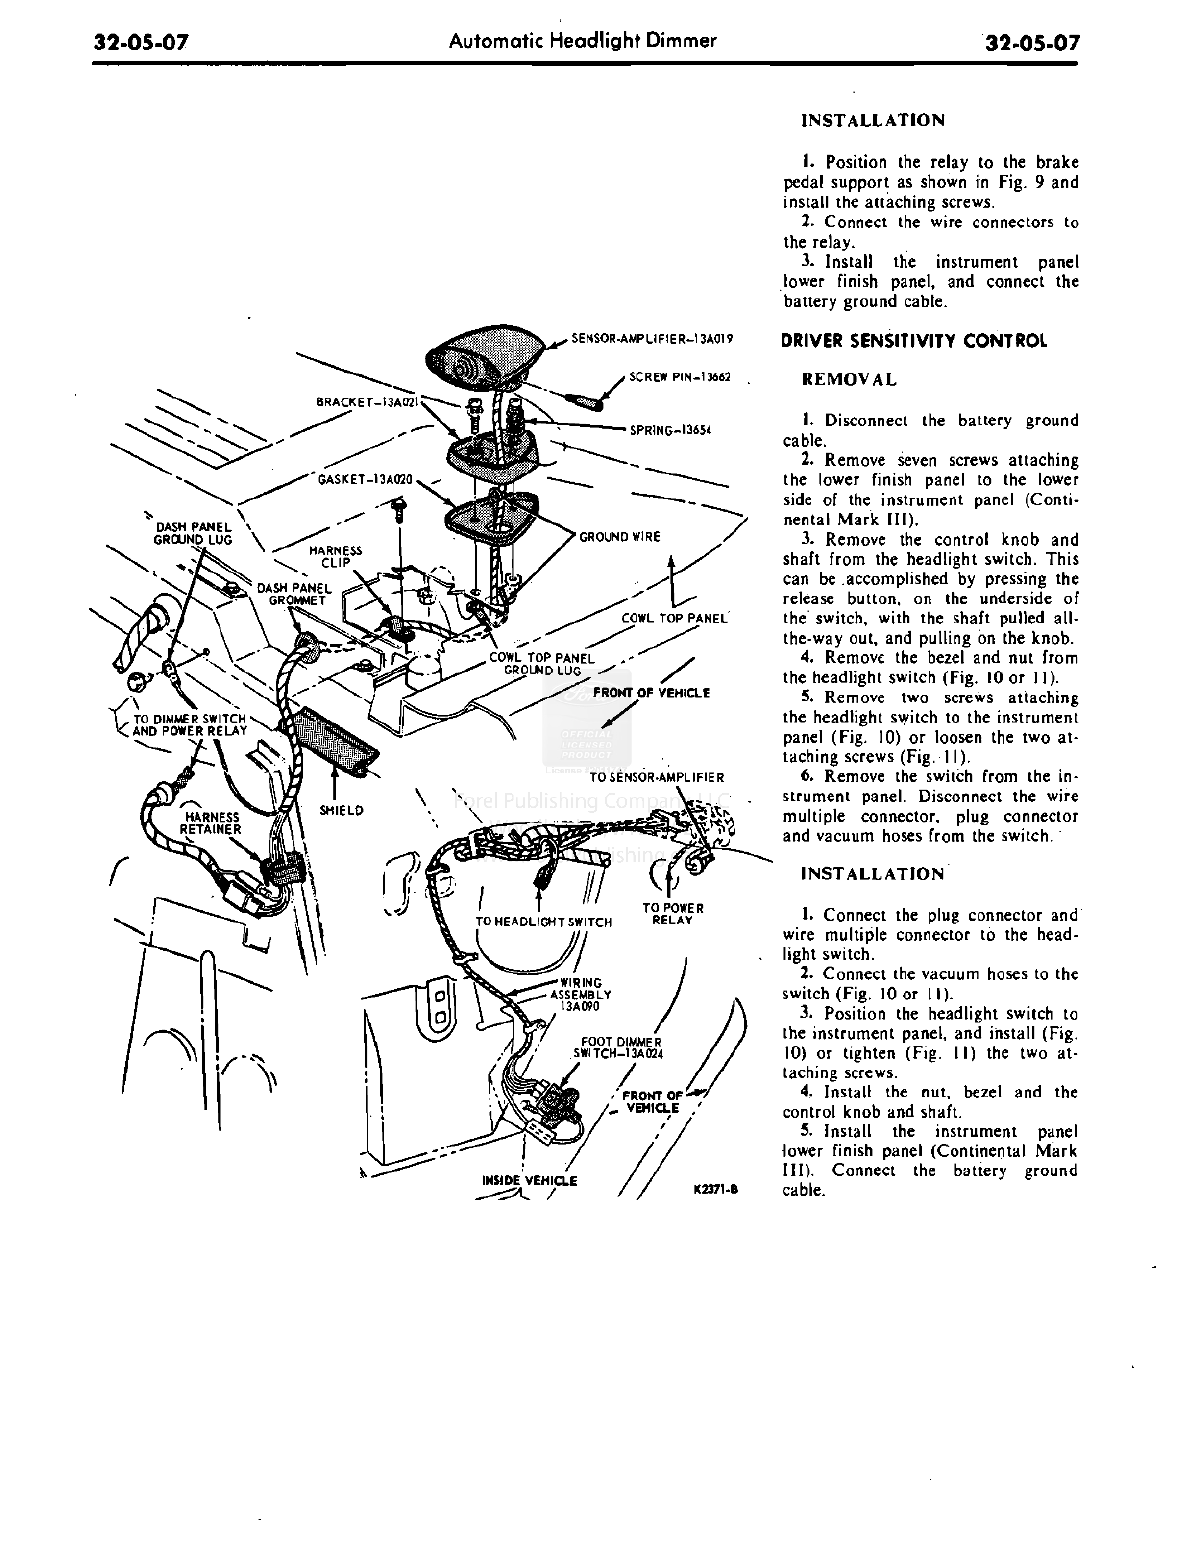 32-05-07
Automatic Headlight Dimmer
32-05-07
INSTALLATION
1. Position the relay to the brake
pedal support as shown in Fig. 9 and
install the attaching screws.
2. Connect the wire connectors to
the relay.
3. Install the instrument panel
lower finish panel, and connect the
battery ground cable.
DRIVER SENSITIVITY CONTROL
REMOVAL
1. Disconnect the battery ground
cable.
2. Remove seven screws attaching
the lower finish panel to the lower
side of the instrument panel (Conti-
nental Mark III).
3. Remove the control knob and
shaft from the headlight switch. This
can be accomplished by pressing the
release button, on the underside of
the switch, with the shaft pulled all-
the-way out, and pulling on the knob.
4. Remove the bezel and nut from
the headlight switch (Fig. 10 or 11).
5. Remove two screws attaching
the headlight switch to the instrument
panel (Fig. 10) or loosen the two at-
taching screws (Fig. 11).
6. Remove the switch from the in-
strument panel. Disconnect the wire
multiple connector, plug connector
and vacuum hoses from the switch.
INSTALLATION
1. Connect the plug connector and
wire multiple connector to the head-
light switch.
2. Connect the vacuum hoses to the
switch (Fig. 10 or 11).
3. Position the headlight switch to
the instrument panel, and install (Fig.
10) or tighten (Fig. 11) the two at-
taching screws.
4. Install the nut, bezel and the
control knob and shaft.
5. Install the instrument panel
lower finish panel (Continental Mark
III). Connect the battery ground
cable.
SENSOR-AMPLIFIER-13A019
SCREW PIN-13662
BRACKET-13A021
SPRING-13654
GASKET-13A020
DASH PANEL
GROUND LUG
GROUND WIRE
HARNESS
CLIP
DASH PANEL
GROMMET
COWL TOP PANEL
COWL TOP PANEL
GROUND LUG
FRONT OF VEHICLE
TO DIMMER SWITCH
AND POWER RELAY
OFFICIAL
LICENSED
PRODUCT
TO SENSOR-AMPLIFIER
Forel Publishing Company, LLC
SHIELD
HARNESS
RETAINER
TO POWER
RELAY
TO HEADLIGHT SWITCH
WIRING
ASSEMBLY
13A090
FOOT DIMMER
SWITCH-13A024
FRONT OF
VEHICLE
INSIDE VEHICLE
K2371-B